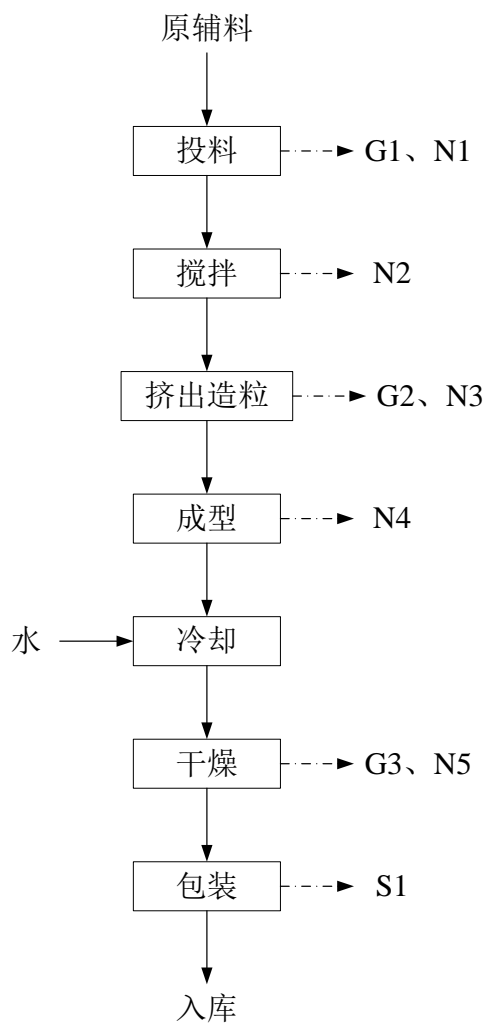 原辅料
投料 G1、N1
搅拌 N2
挤出造粒 G2、N3
成型 N4
水 冷却
干燥 G3、N5
包装 S1
入库